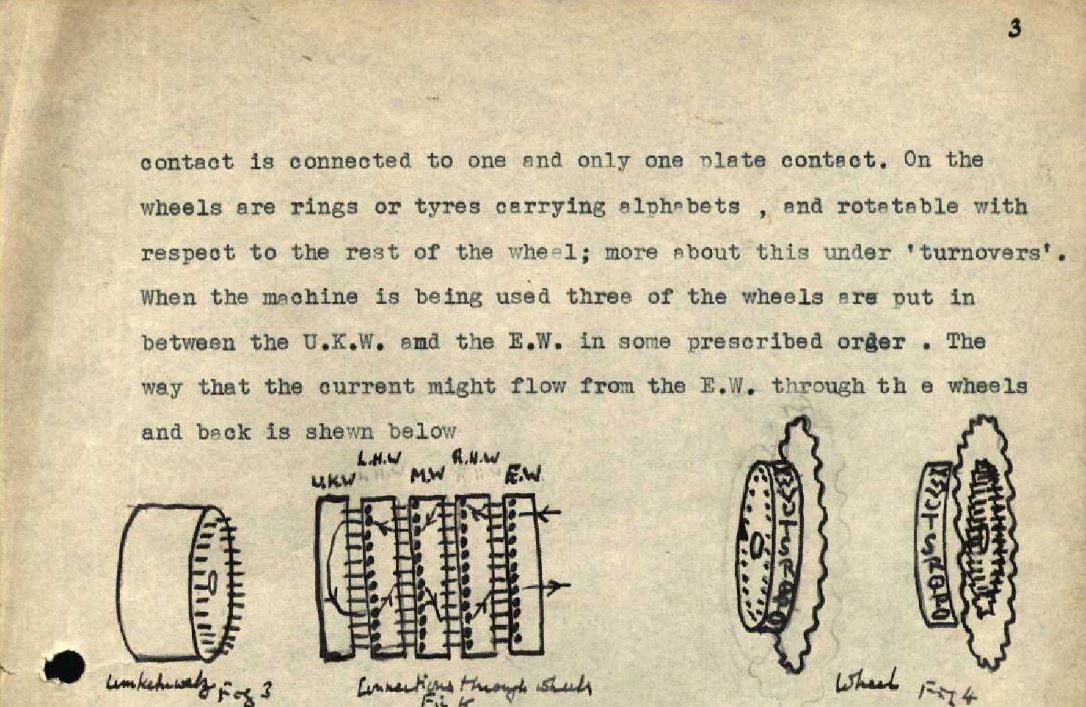 3
contact is connected to one and only one plate contact. On the
wheels are rings or tyres carrying alphabets , and rotatable with
respect to the rest of the wheel; more about this under 'turnovers'.
When the machine is being used three of the wheels are put in
between the U.K.W. and the E.W. in some prescribed order . The
way that the current might flow from the E.W. through th e wheels
and back is shewn below
U.K.W L.H.W M.W R.H.W E.W.
Umkehrwalz Fig 3
Connections through wheels
Fig
Wheel Fig 4